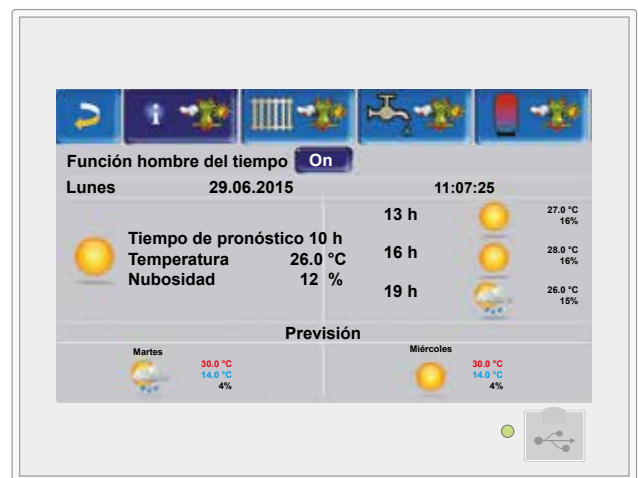 i
Función hombre del tiempo On
Lunes 29.06.2015 11:07:25
Tiempo de pronóstico 10 h
Temperatura 26.0 °C
Nubosidad 12 %
13 h 27.0 °C
16%
16 h 28.0 °C
16%
19 h 26.0 °C
15%
Previsión
Martes
30.0 °C
14.0 °C
4%
Miércoles
30.0 °C
14.0 °C
4%